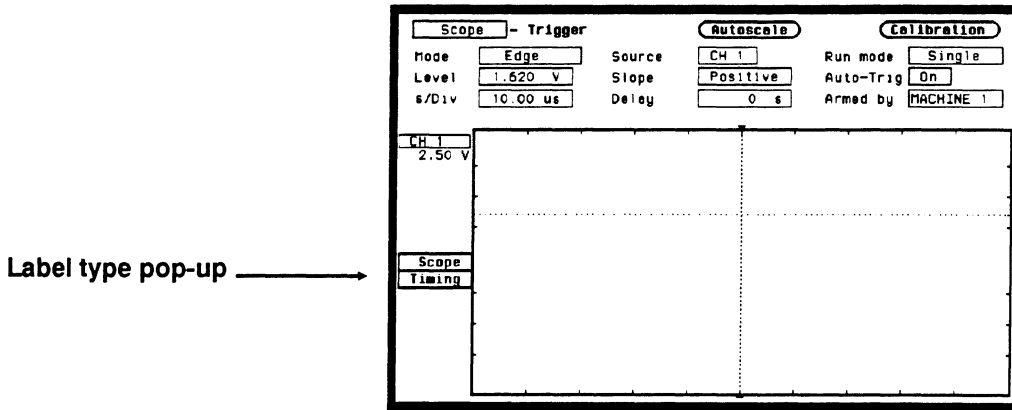 Scope - Trigger Autoscale Calibration
Mode Edge Source CH 1 Run mode Single
Level 1.620 V Slope Positive Auto-Trig On
s/Div 10.00 us Delay 0 s Armed by MACHINE 1
CH 1
2.50 V
Label type pop-up
Scope
Timing